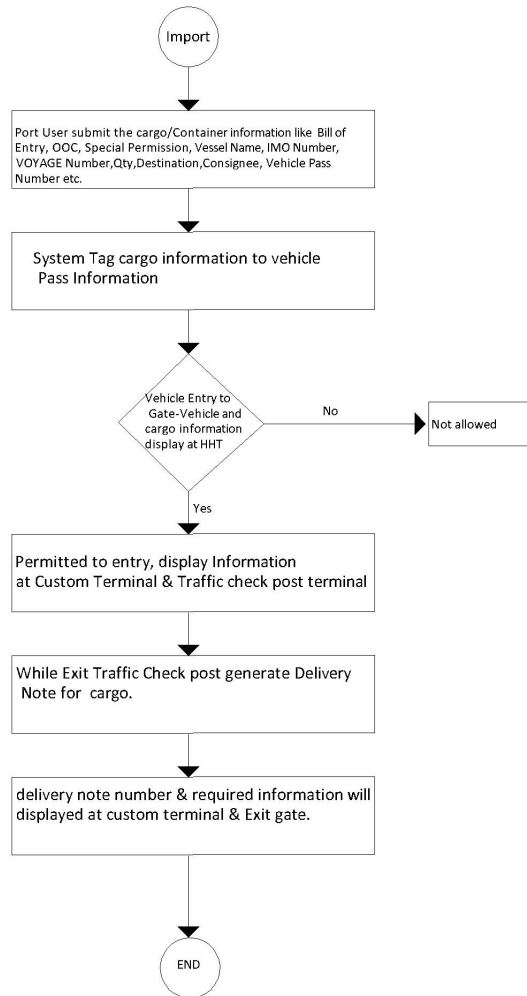 Import
Port User submit the cargo/Container information like Bill of
Entry, OOC, Special Permission, Vessel Name, IMO Number,
VOYAGE Number,Qty,Destination,Consignee, Vehicle Pass
Number etc.
System Tag cargo information to vehicle
Pass Information
Vehicle Entry to
Gate-Vehicle and
cargo information
display at HHT
No
Not allowed
Yes
Permitted to entry, display Information
at Custom Terminal & Traffic check post terminal
While Exit Traffic Check post generate Delivery
Note for cargo.
delivery note number & required information will
displayed at custom terminal & Exit gate.
END